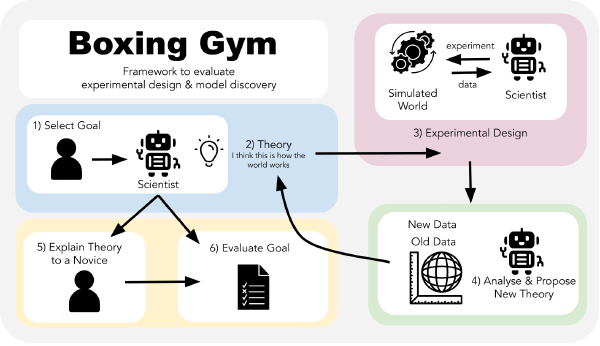 Boxing Gym
Framework to evaluate
experimental design & model discovery
1) Select Goal
Scientist
2) Theory
I think this is how the
world works
experiment
data
Simulated
World
Scientist
3) Experimental Design
New Data
Old Data
4) Analyse & Propose
New Theory
5) Explain Theory
to a Novice
6) Evaluate Goal